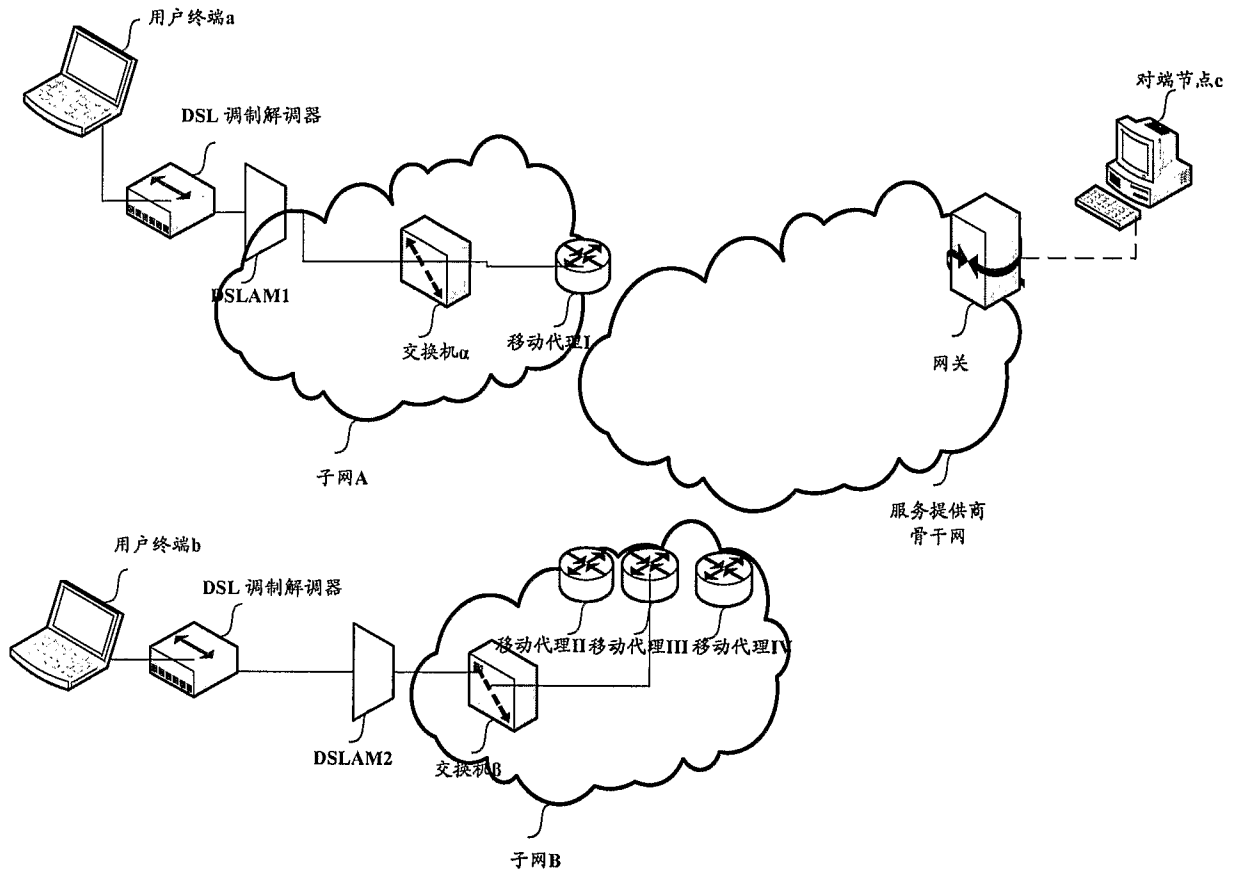 用户终端a
DSL 调制解调器
对端节点c
DSLAM1
交换机α
移动代理I
网关
子网A
服务提供商
骨干网
用户终端b
DSL 调制解调器
移动代理II
移动代理III
移动代理IV
DSLAM2
交换机β
子网B